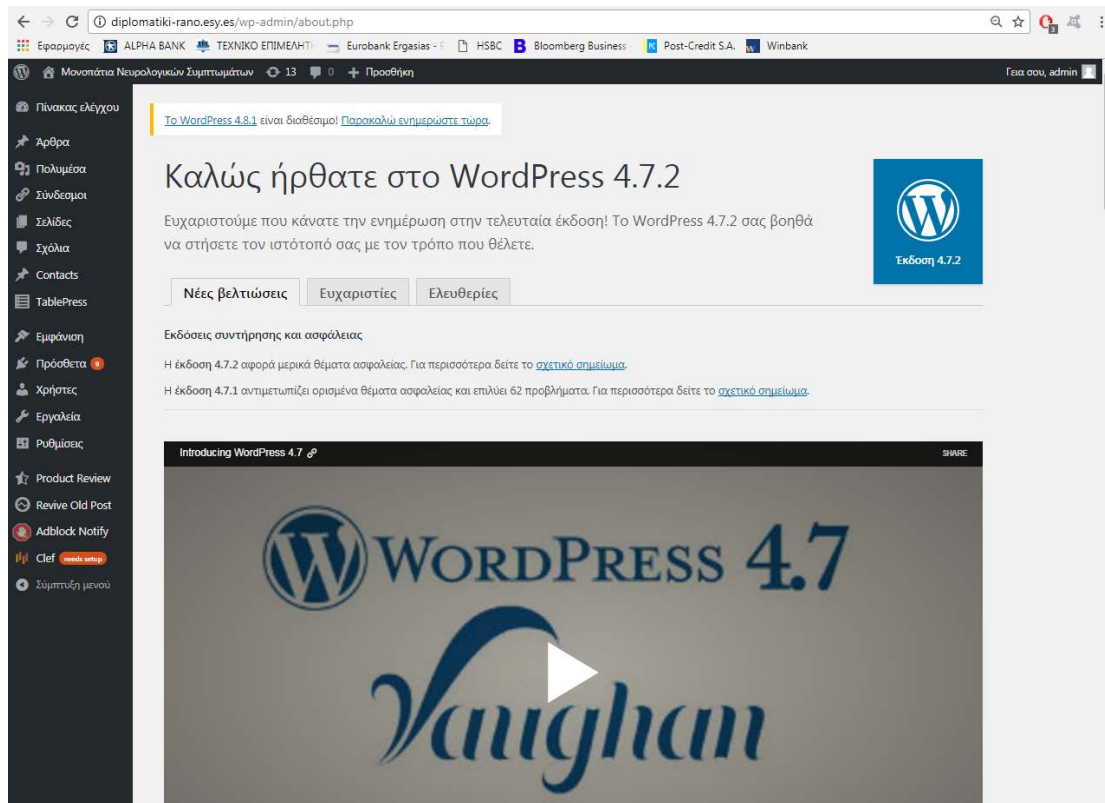 diplomatiki-rano.esy.es/wp-admin/about.php
Εφαρμογές ALPHA BANK ΤΕΧΝΙΚΟ ΕΠΙΜΕΛΗΤ Eurobank Ergasias - HSBC Bloomberg Business Post-Credit S.A. Winbank
Μονοπάτια Νευρολογικών Συμπτωμάτων 13 0 + Προσθήκη Γεια σου, admin
Πίνακας ελέγχου
Άρθρα
Πολυμέσα
Σύνδεσμοι
Σελίδες
Σχόλια
Contacts
TablePress
Εμφάνιση
Πρόσθετα 9
Χρήστες
Εργαλεία
Ρυθμίσεις
Product Review
Revive Old Post
Adblock Notify
Clef needs setup
Σύμπτυξη μενού
Το WordPress 4.8.1 είναι διαθέσιμο! Παρακαλώ ενημερώστε τώρα.
Καλώς ήρθατε στο WordPress 4.7.2
Ευχαριστούμε που κάνατε την ενημέρωση στην τελευταία έκδοση! Το WordPress 4.7.2 σας βοηθά
να στήσετε τον ιστότοπό σας με τον τρόπο που θέλετε.
Έκδοση 4.7.2
Νέες βελτιώσεις Ευχαριστίες Ελευθερίες
Εκδόσεις συντήρησης και ασφάλειας
Η έκδοση 4.7.2 αφορά μερικά θέματα ασφαλείας. Για περισσότερα δείτε το σχετικό σημείωμα.
Η έκδοση 4.7.1 αντιμετωπίζει ορισμένα θέματα ασφαλείας και επιλύει 62 προβλήματα. Για περισσότερα δείτε το σχετικό σημείωμα.
Introducing WordPress 4.7 SHARE
WORDPRESS 4.7
Vaughan